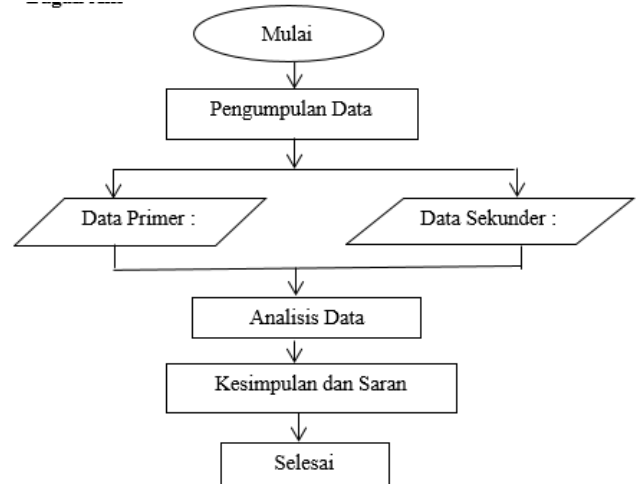 Mulai
Pengumpulan Data
Data Primer :
Data Sekunder :
Analisis Data
Kesimpulan dan Saran
Selesai